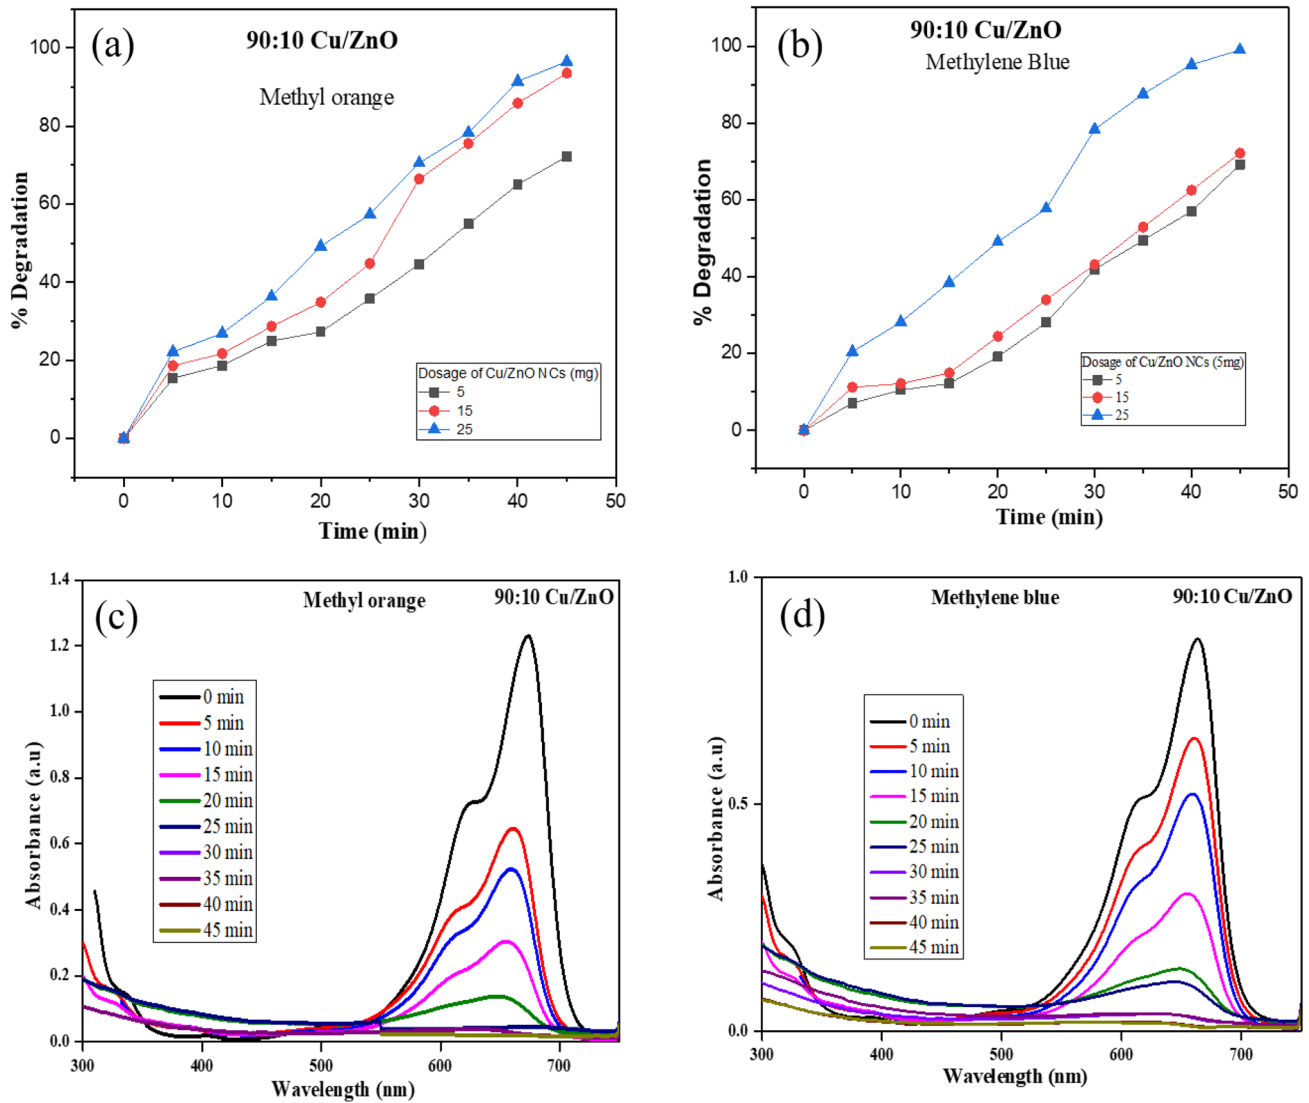 (a)
90:10 Cu/ZnO
Methyl orange
% Degradation
100
80
60
40
20
0
Dosage of Cu/ZnO NCs (mg)
5
15
25
0 10 20 30 40 50
Time (min)
(b)
90:10 Cu/ZnO
Methylene Blue
% Degradation
100
80
60
40
20
0
Dosage of Cu/ZnO NCs (5mg)
5
15
25
0 10 20 30 40 50
Time (min)
(c)
Methyl orange
90:10 Cu/ZnO
Absorbance (a.u)
1.4
1.2
1.0
0.8
0.6
0.4
0.2
0.0
0 min
5 min
10 min
15 min
20 min
25 min
30 min
35 min
40 min
45 min
300 400 500 600 700
Wavelength (nm)
(d)
Methylene blue
90:10 Cu/ZnO
Absorbance (a.u)
1.0
0.5
0.0
0 min
5 min
10 min
15 min
20 min
25 min
30 min
35 min
40 min
45 min
300 400 500 600 700
Wavelength (nm)